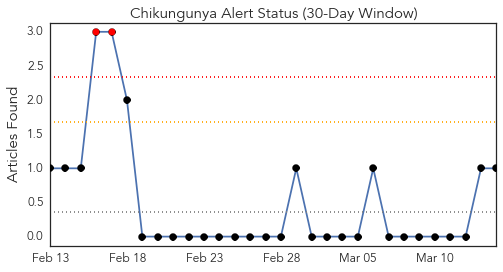 Chikungunya Alert Status (30-Day Window)
Articles Found
3.0
2.5
2.0
1.5
1.0
0.5
0.0
Feb 13 Feb 18 Feb 23 Feb 28 Mar 05 Mar 10